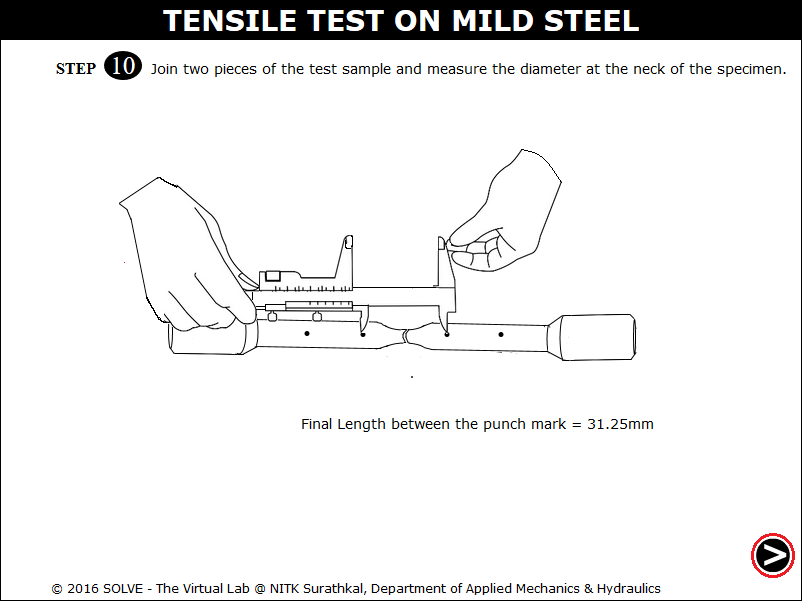 TENSILE TEST ON MILD STEEL
STEP 10 Join two pieces of the test sample and measure the diameter at the neck of the specimen.
Final Length between the punch mark = 31.25mm
© 2016 SOLVE - The Virtual Lab @ NITK Surathkal, Department of Applied Mechanics & Hydraulics